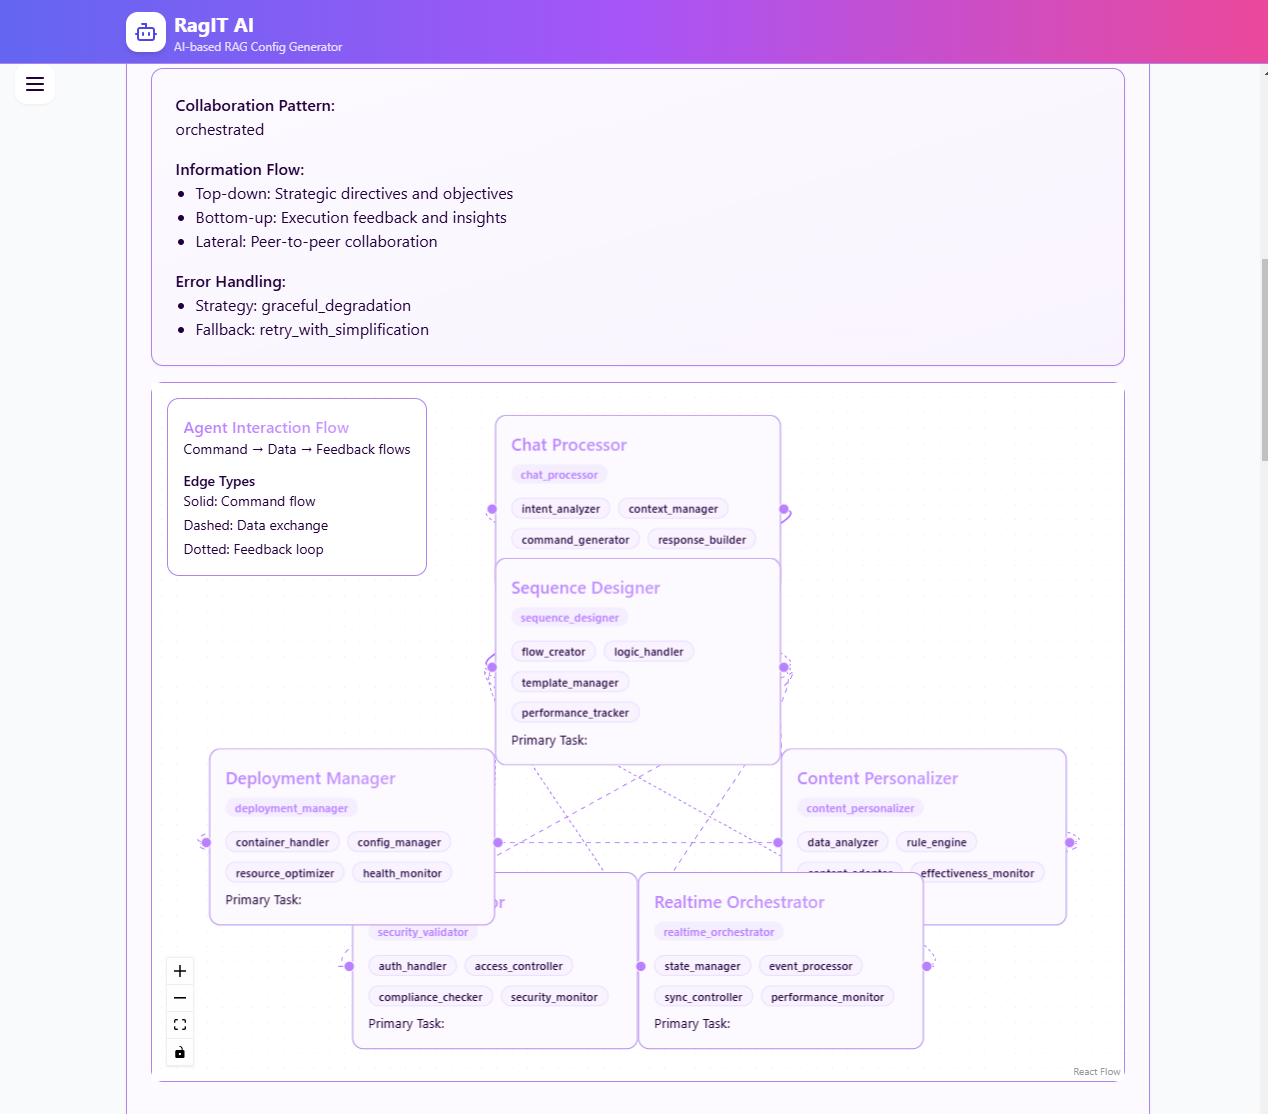 RagIT AI
AI-based RAG Config Generator
Collaboration Pattern:
orchestrated
Information Flow:
Top-down: Strategic directives and objectives
Bottom-up: Execution feedback and insights
Lateral: Peer-to-peer collaboration
Error Handling:
Strategy: graceful_degradation
Fallback: retry_with_simplification
Agent Interaction Flow
Command → Data → Feedback flows
Edge Types
Solid: Command flow
Dashed: Data exchange
Dotted: Feedback loop
Chat Processor
chat_processor
intent_analyzer context_manager
command_generator response_builder
Sequence Designer
sequence_designer
flow_creator logic_handler
template_manager
performance_tracker
Primary Task:
Deployment Manager
deployment_manager
container_handler config_manager
resource_optimizer health_monitor
Primary Task:
Content Personalizer
content_personalizer
data_analyzer rule_engine
effectiveness_monitor
or
security_validator
auth_handler access_controller
compliance_checker security_monitor
Primary Task:
Realtime Orchestrator
realtime_orchestrator
state_manager event_processor
sync_controller performance_monitor
Primary Task:
React Flow